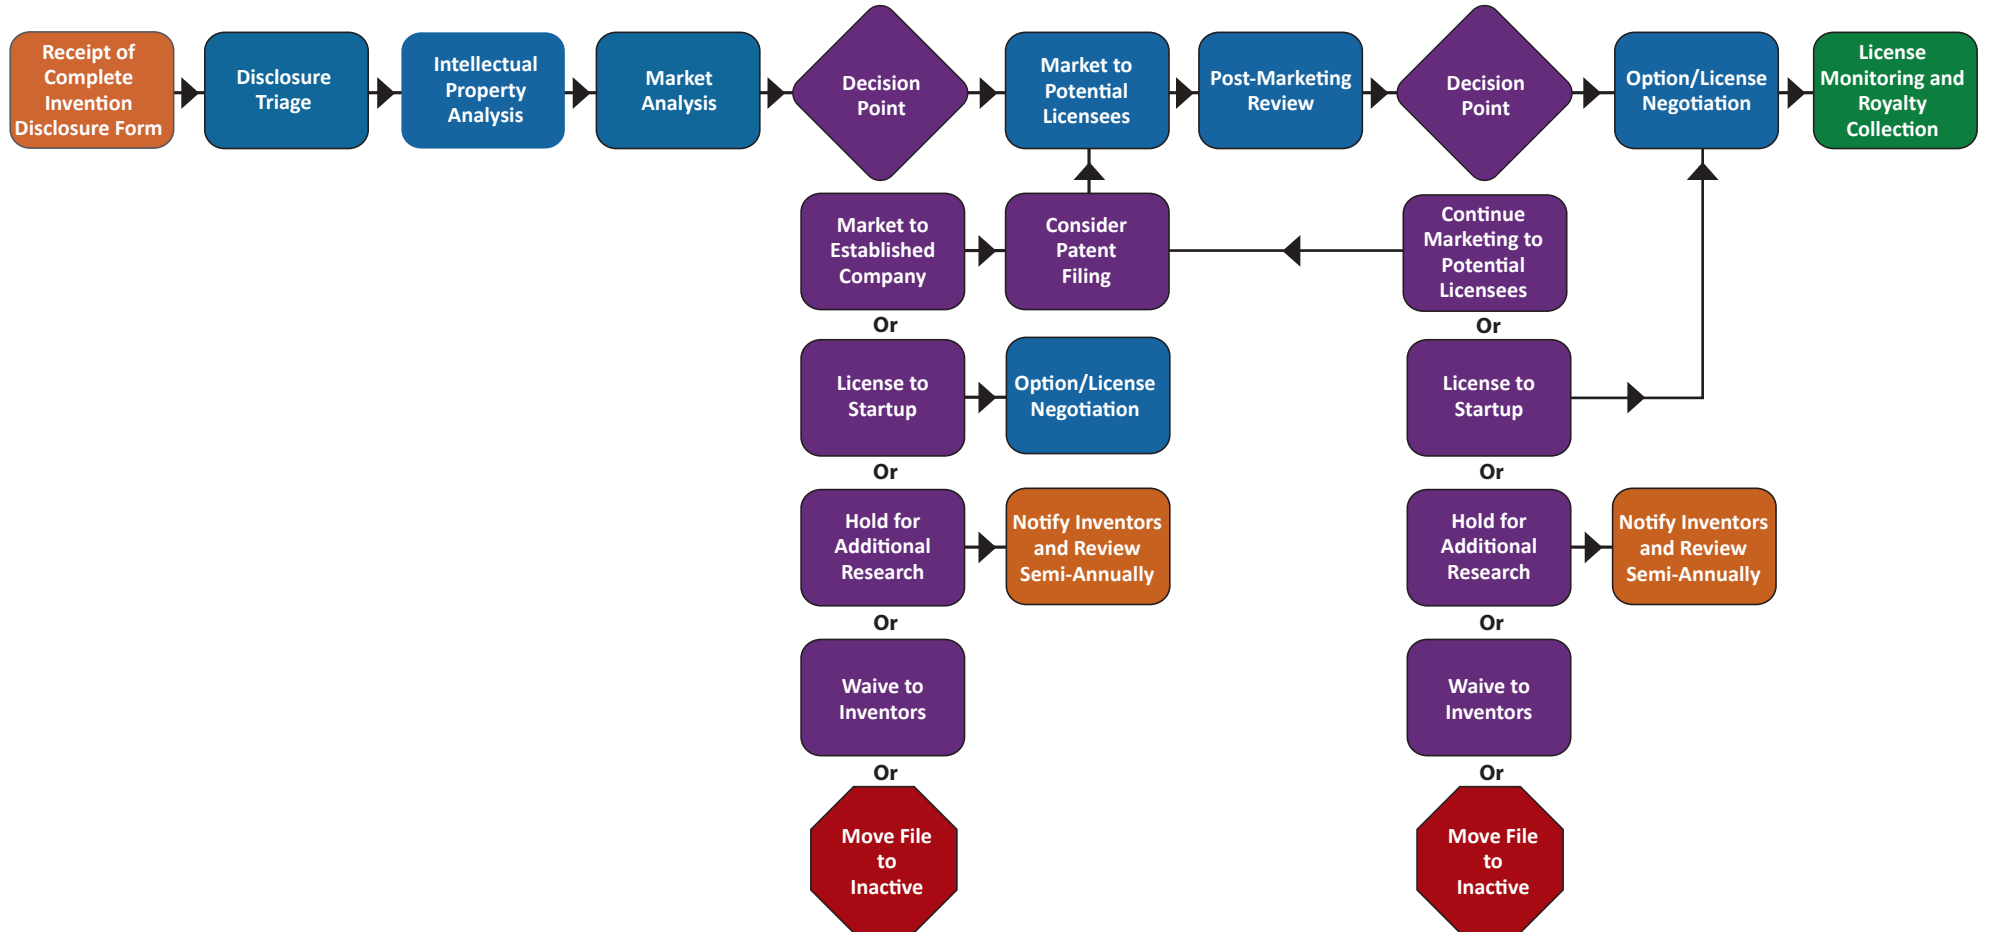 Receipt of
Complete
Invention
Disclosure Form
Disclosure
Triage
Intellectual
Property
Analysis
Market
Analysis
Decision
Point
Market to
Potential
Licensees
Post-Marketing
Review
Decision
Point
Option/License
Negotiation
License
Monitoring and
Royalty
Collection
Market to
Established
Company
Consider
Patent
Filing
Continue
Marketing to
Potential
Licensees
Or
Or
License to
Startup
Option/License
Negotiation
License to
Startup
Or
Or
Hold for
Additional
Research
Notify Inventors
and Review
Semi-Annually
Hold for
Additional
Research
Notify Inventors
and Review
Semi-Annually
Or
Or
Waive to
Inventors
Waive to
Inventors
Or
Or
Move File
to
Inactive
Move File
to
Inactive